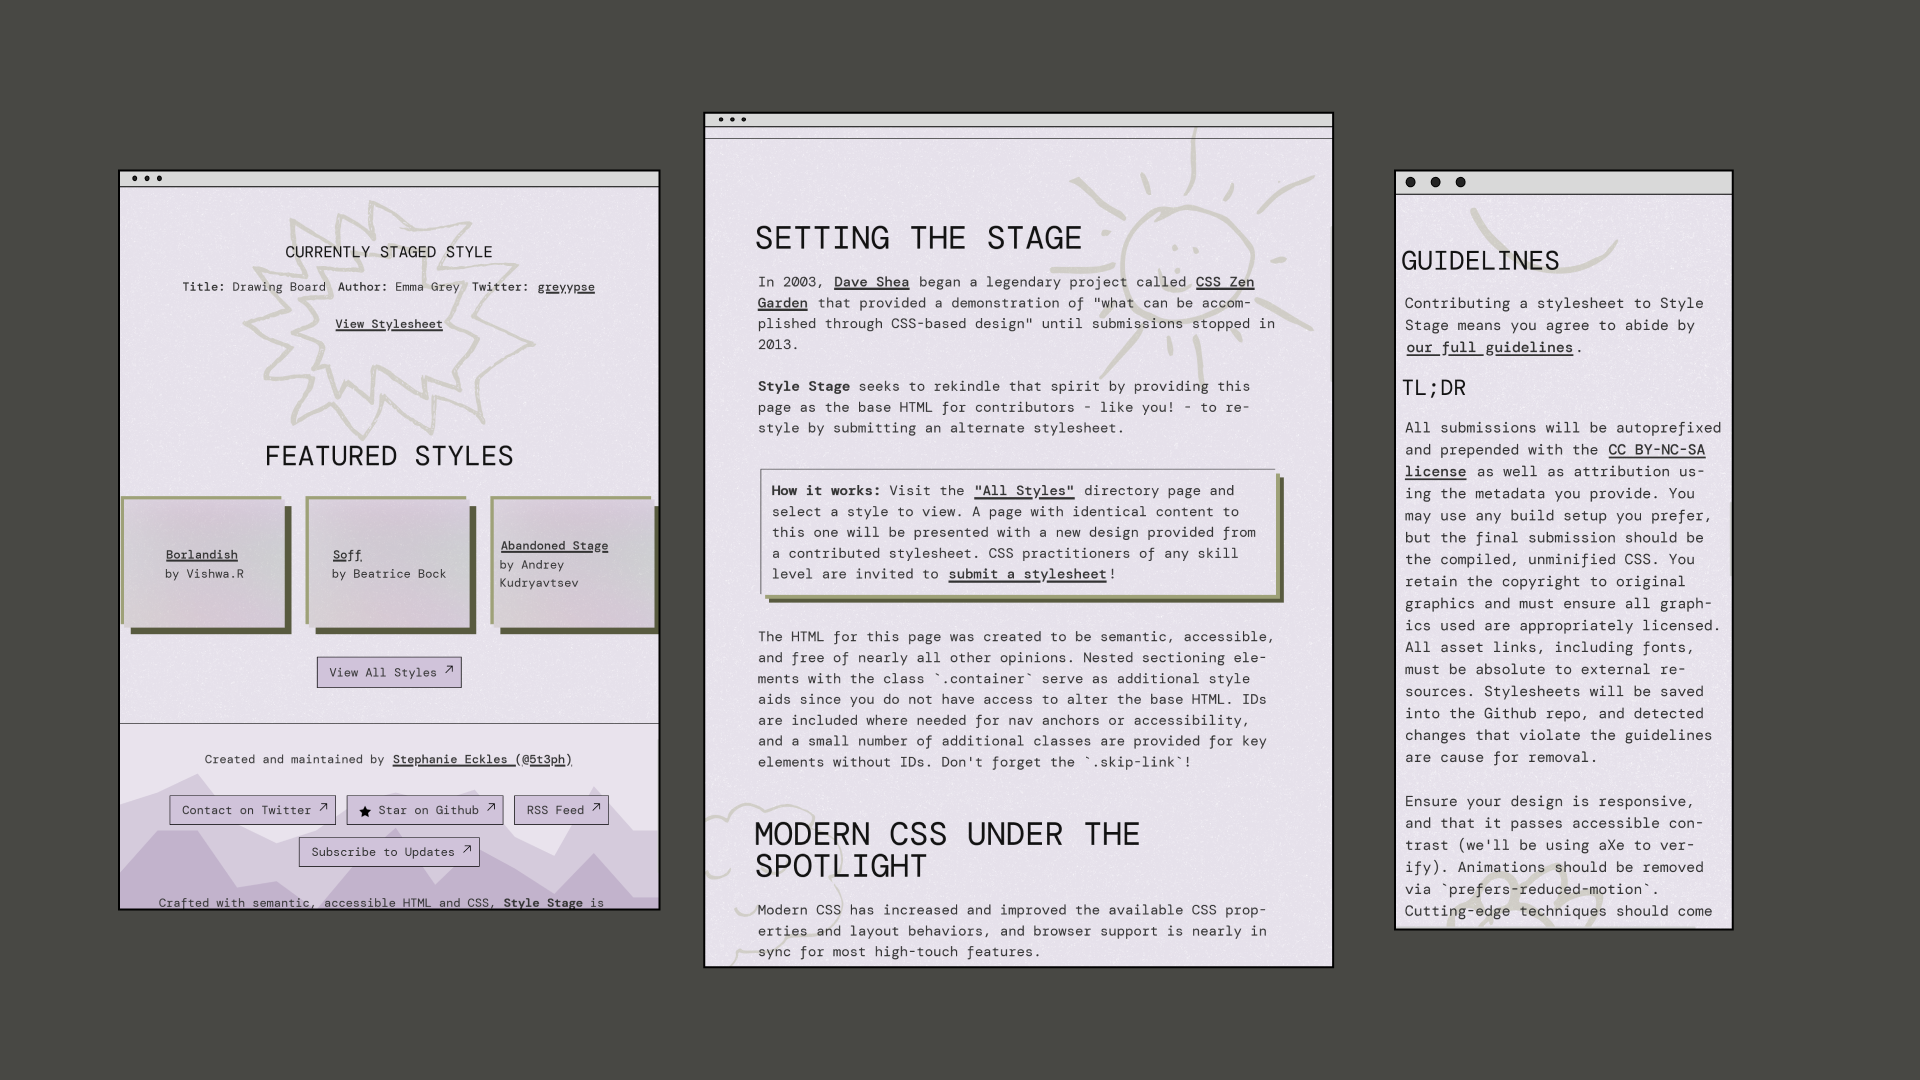 CURRENTLY STAGED STYLE
Title: Drawing Board Author: Emma Grey Twitter: greyypse
View Stylesheet
FEATURED STYLES
Borlandish
by Vishwa.R
Soff
by Beatrice Bock
Abandoned Stage
by Andrey
Kudryavtsev
View All Styles
Created and maintained by Stephanie Eckles (@5t3ph)
Contact on Twitter
Star on Github
RSS Feed
Subscribe to Updates
Crafted with semantic, accessible HTML and CSS, Style Stage is
SETTING THE STAGE
In 2003, Dave Shea began a legendary project called CSS Zen
Garden that provided a demonstration of "what can be accom-
plished through CSS-based design" until submissions stopped in
2013.
Style Stage seeks to rekindle that spirit by providing this
page as the base HTML for contributors - like you! - to re-
style by submitting an alternate stylesheet.
How it works: Visit the "All Styles" directory page and
select a style to view. A page with identical content to
this one will be presented with a new design provided from
a contributed stylesheet. CSS practitioners of any skill
level are invited to submit a stylesheet!
The HTML for this page was created to be semantic, accessible,
and free of nearly all other opinions. Nested sectioning ele-
ments with the class `.container` serve as additional style
aids since you do not have access to alter the base HTML. IDs
are included where needed for nav anchors or accessibility,
and a small number of additional classes are provided for key
elements without IDs. Don't forget the `.skip-link`!
MODERN CSS UNDER THE
SPOTLIGHT
Modern CSS has increased and improved the available CSS prop-
erties and layout behaviors, and browser support is nearly in
sync for most high-touch features.
GUIDELINES
Contributing a stylesheet to Style
Stage means you agree to abide by
our full guidelines.
TL;DR
All submissions will be autoprefixed
and prepended with the CC BY-NC-SA
license as well as attribution us-
ing the metadata you provide. You
may use any build setup you prefer,
but the final submission should be
the compiled, unminified CSS. You
retain the copyright to original
graphics and must ensure all graph-
ics used are appropriately licensed.
All asset links, including fonts,
must be absolute to external re-
sources. Stylesheets will be saved
into the Github repo, and detected
changes that violate the guidelines
are cause for removal.
Ensure your design is responsive,
and that it passes accessible con-
trast (we'll be using aXe to ver-
ify). Animations should be removed
via `prefers-reduced-motion`.
Cutting-edge techniques should come